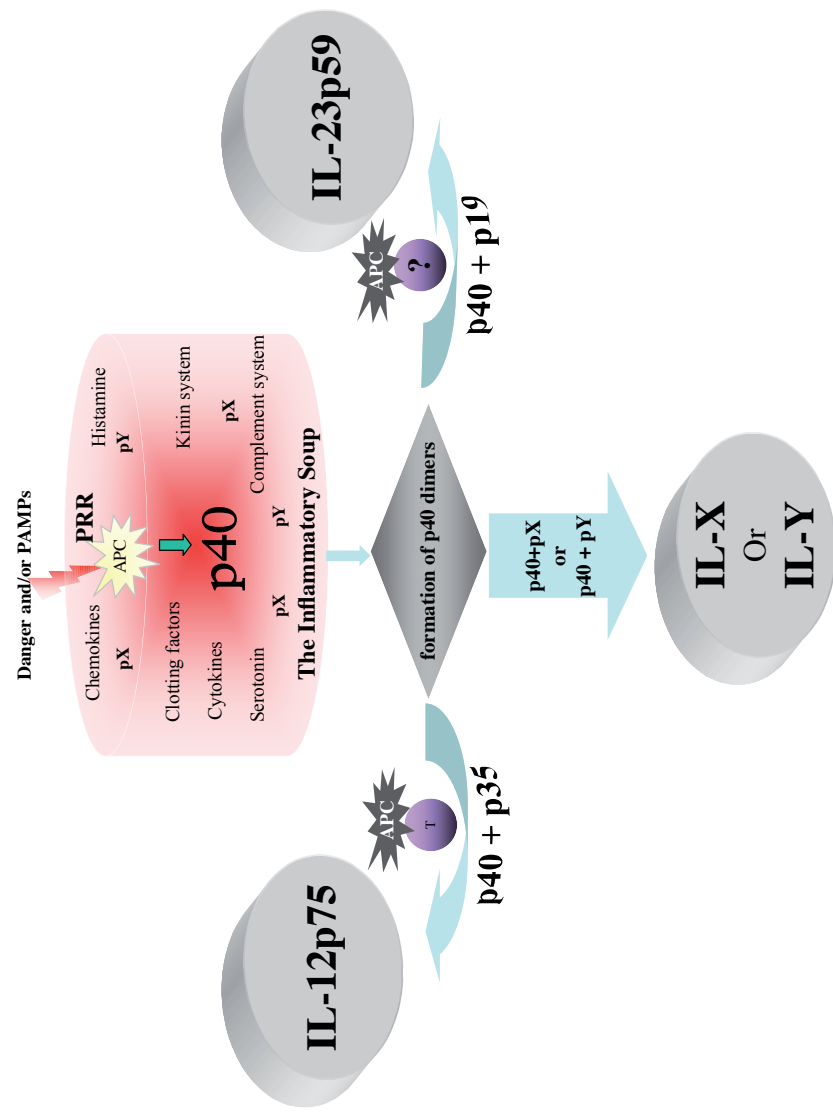 Danger and/or PAMPs
PRR
Chemokines
Histamine
APC
pX
pY
Clotting factors
Kinin system
Cytokines
p40
pX
Serotonin
Complement system
pX
pY
The Inflammatory Soup
IL-12p75
IL-23p59
APC
T
APC
?
formation of p40 dimers
p40 + p35
p40 + p19
p40+pX
or
p40 + pY
IL-X
Or
IL-Y